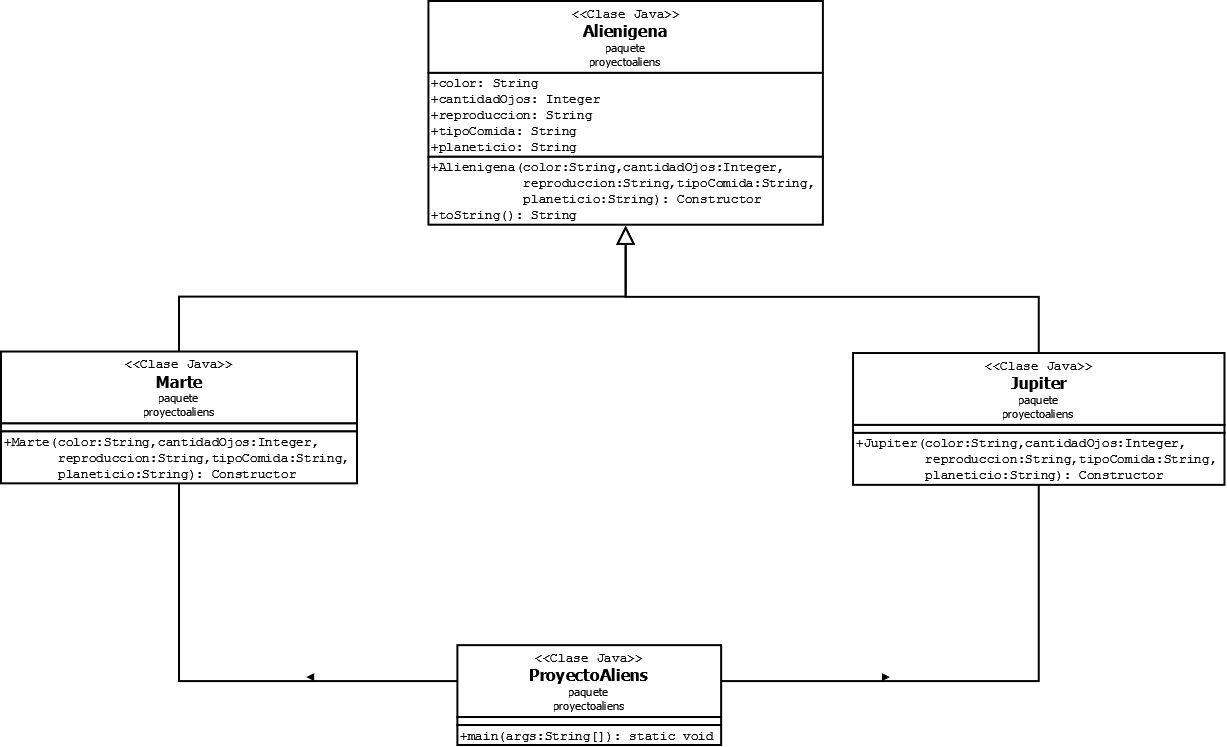 <<Clase Java>>
Alienigena
paquete
proyectoaliens
+color: String
+cantidadOjos: Integer
+reproduccion: String
+tipoComida: String
+planeticio: String
+Alienigena(color:String,cantidadOjos:Integer,
reproduccion:String,tipoComida:String,
planeticio:String): Constructor
+toString(): String
<<Clase Java>>
Marte
paquete
proyectoaliens
+Marte(color:String,cantidadOjos:Integer,
reproduccion:String,tipoComida:String,
planeticio:String): Constructor
<<Clase Java>>
Jupiter
paquete
proyectoaliens
+Jupiter(color:String,cantidadOjos:Integer,
reproduccion:String,tipoComida:String,
planeticio:String): Constructor
<<Clase Java>>
ProyectoAliens
paquete
proyectoaliens
+main(args:String[]): static void